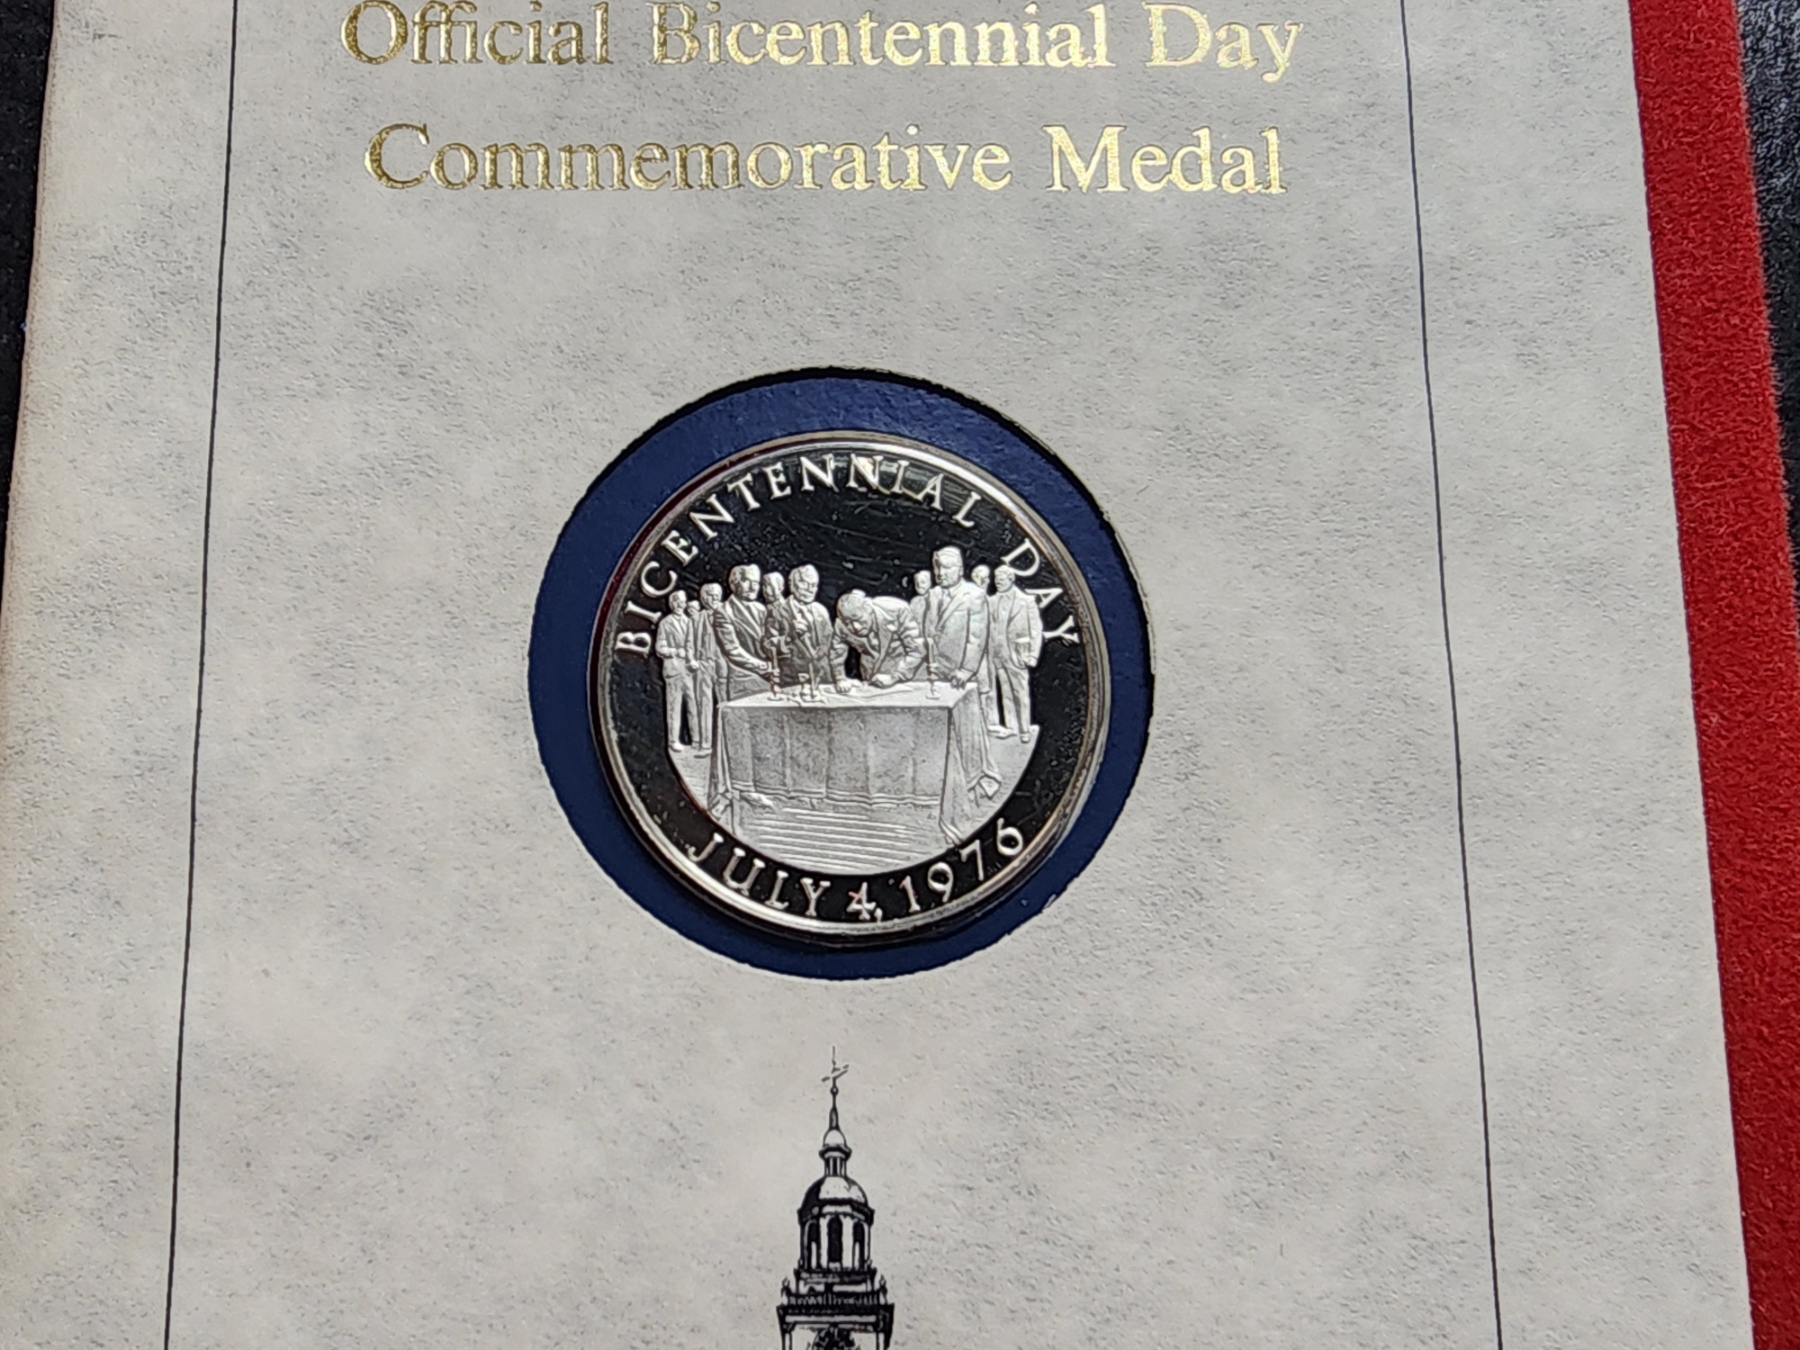 Official Bicentennial Day
Commemorative Medal
BICENTENNIAL DAY
JULY 4, 1976